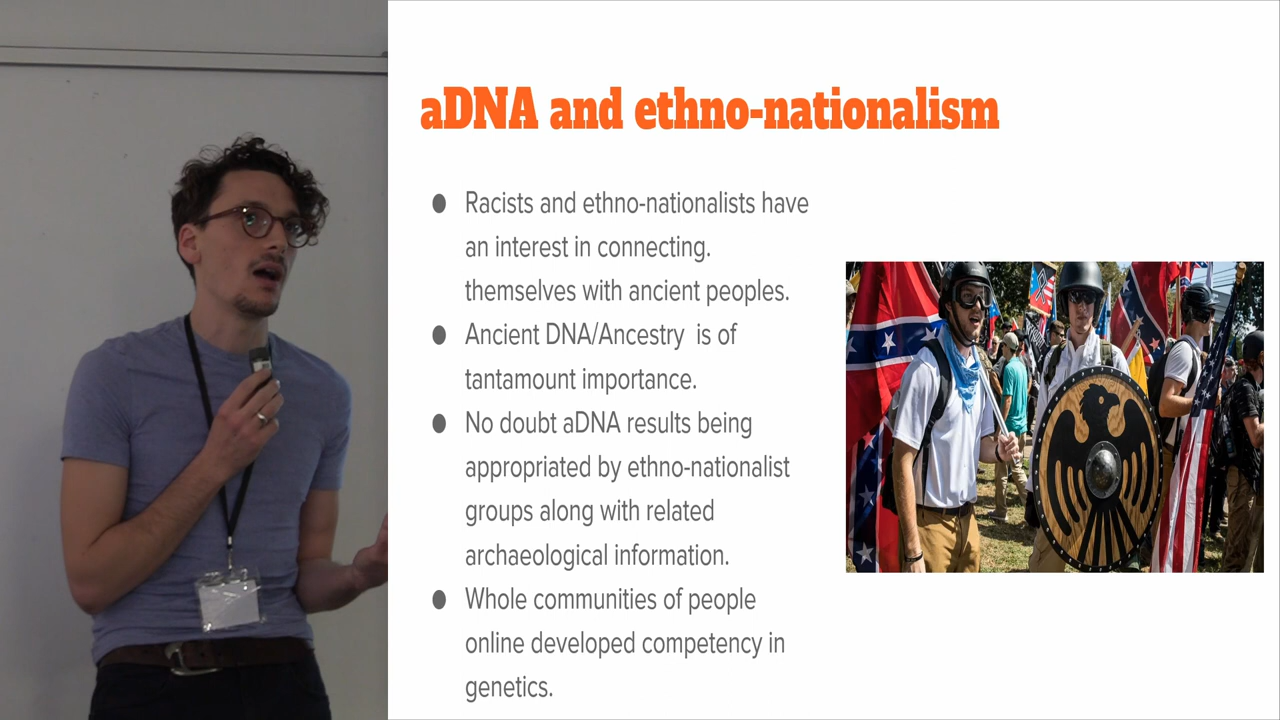 aDNA and ethno-nationalism
● Racists and ethno-nationalists have
an interest in connecting.
themselves with ancient peoples.
● Ancient DNA/Ancestry is of
tantamount importance.
● No doubt aDNA results being
appropriated by ethno-nationalist
groups along with related
archaeological information.
● Whole communities of people
online developed competency in
genetics.